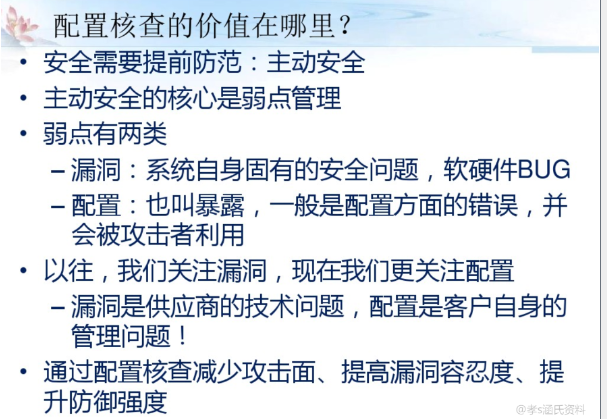 配置核查的价值在哪里？
• 安全需要提前防范：主动安全
• 主动安全的核心是弱点管理
• 弱点有两类
– 漏洞：系统自身固有的安全问题，软硬件BUG
– 配置：也叫暴露，一般是配置方面的错误，并
会被攻击者利用
• 以往，我们关注漏洞，现在我们更关注配置
– 漏洞是供应商的技术问题，配置是客户自身的
管理问题！
• 通过配置核查减少攻击面、提高漏洞容忍度、提
升防御强度
@孝s涵氏资料